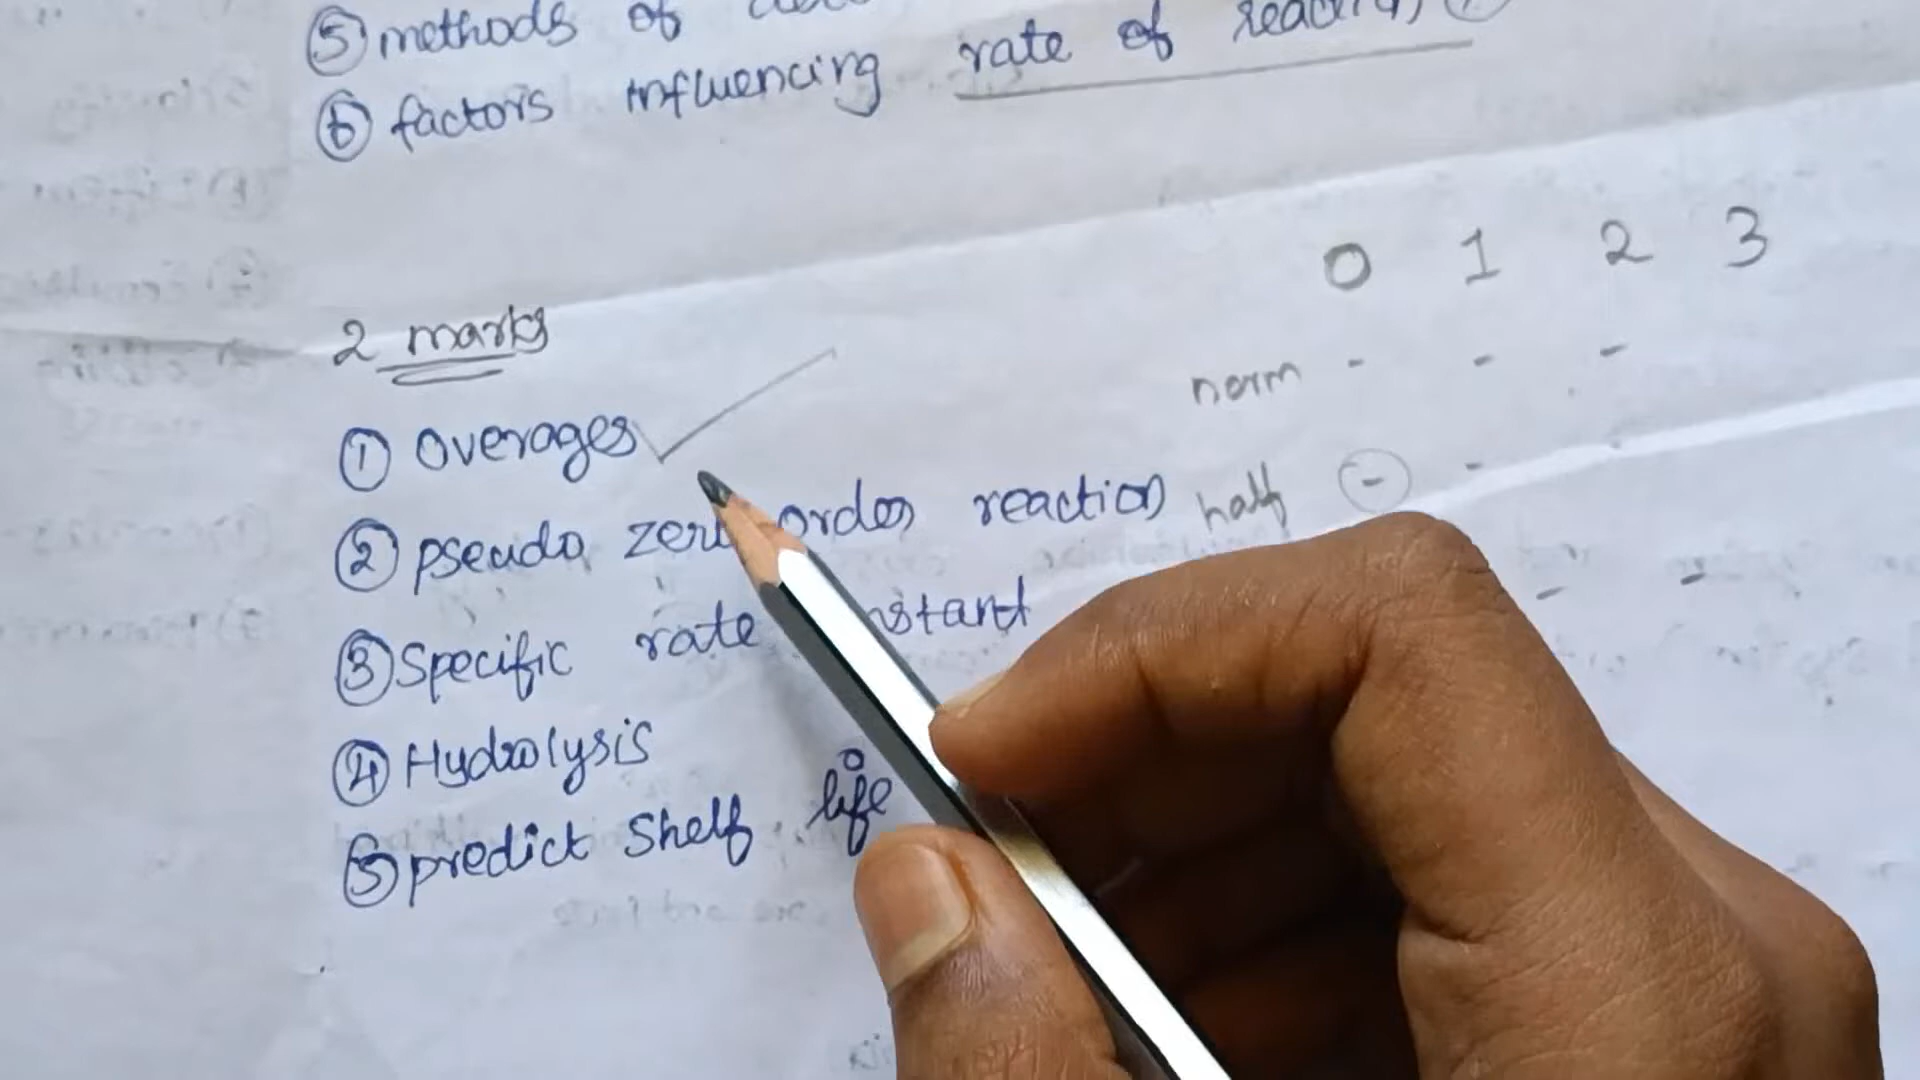 ⑤ methods of
⑥ factors influencing rate of reaction
0 1 2 3
2 marks
norm - - -
① Overages ✓
② pseudo zero order reaction half - -
③ Specific rate
- -
④ Hydrolysis
⑤ predict Shelf life